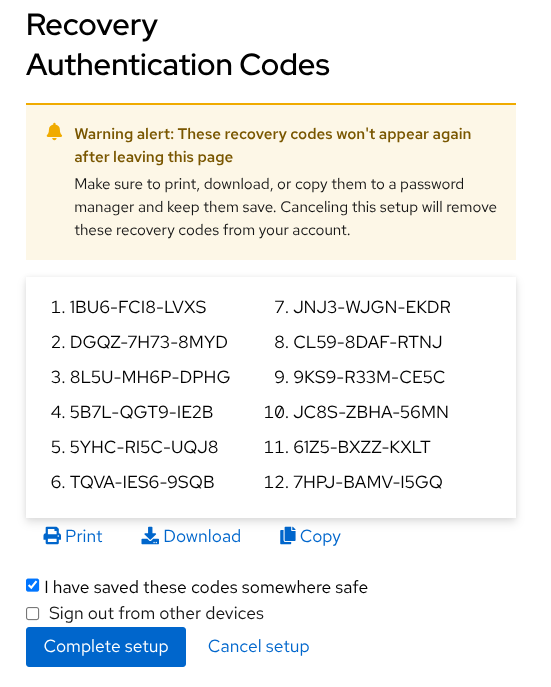 Recovery
Authentication Codes
Warning alert: These recovery codes won't appear again
after leaving this page
Make sure to print, download, or copy them to a password
manager and keep them save. Canceling this setup will remove
these recovery codes from your account.
1. 1BU6-FCI8-LVXS
2. DGQZ-7H73-8MYD
3. 8L5U-MH6P-DPHG
4. 5B7L-QGT9-IE2B
5. 5YHC-RI5C-UQJ8
6. TQVA-IES6-9SQB
7. JNJ3-WJGN-EKDR
8. CL59-8DAF-RTNJ
9. 9KS9-R33M-CE5C
10. JC8S-ZBHA-56MN
11. 61Z5-BXZZ-KXLT
12. 7HPJ-BAMV-I5GQ
Print Download Copy
I have saved these codes somewhere safe
Sign out from other devices
Complete setup Cancel setup